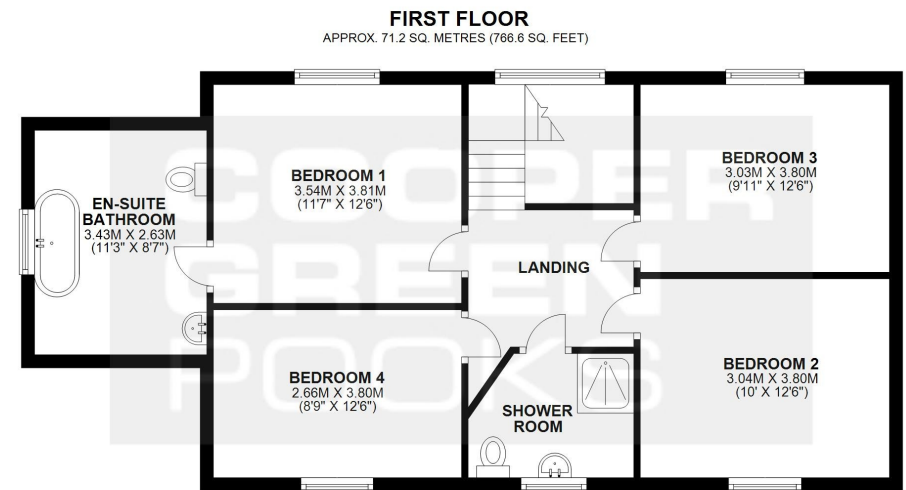 FIRST FLOOR
APPROX. 71.2 SQ. METRES (766.6 SQ. FEET)
BEDROOM 1
3.54M X 3.81M
(11'7" X 12'6")
BEDROOM 3
3.03M X 3.80M
(9'11" X 12'6")
EN-SUITE
BATHROOM
3.43M X 2.63M
(11'3" X 8'7")
LANDING
BEDROOM 4
2.66M X 3.80M
(8'9" X 12'6")
SHOWER
ROOM
BEDROOM 2
3.04M X 3.80M
(10' X 12'6")
COOPER
GREEN
POOKS